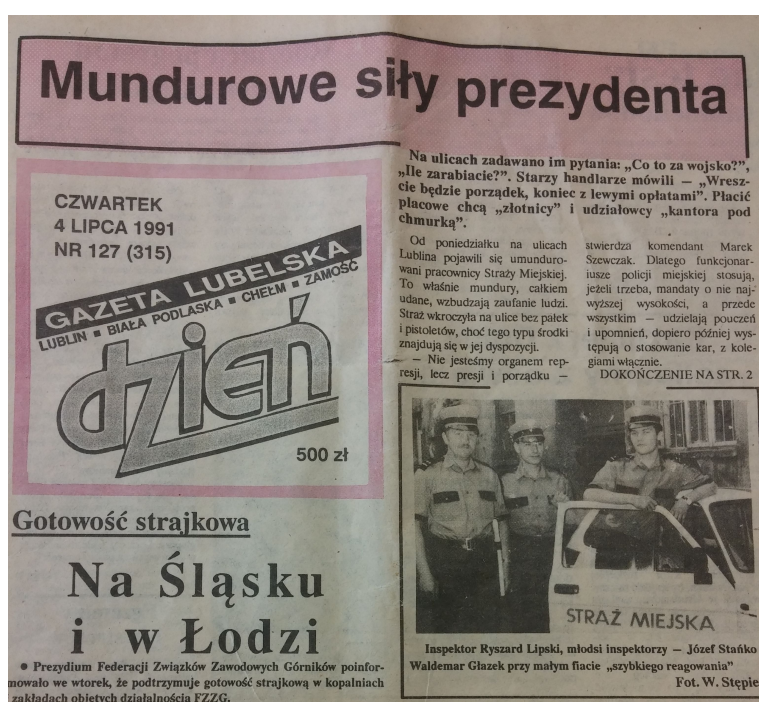 Mundurowe siły prezydenta
CZWARTEK
4 LIPCA 1991
NR 127 (315)
GAZETA LUBELSKA
LUBLIN ▪ BIAŁA PODLASKA ▪ CHEŁM ▪ ZAMOŚĆ
dzień
500 zł
Na ulicach zadawano im pytania: „Co to za wojsko?”,
„Ile zarabiacie?”. Starzy handlarze mówili — „Wresz-
cie będzie porządek, koniec z lewymi opłatami”. Płacić
placowe chcą „złotnicy” i udziałowcy „kantora pod
chmurką”.
Od poniedziałku na ulicach
Lublina pojawili się umunduro-
wani pracownicy Straży Miejskiej.
To właśnie mundury, całkiem
udane, wzbudzają zaufanie ludzi.
Straż wkroczyła na ulice bez pałek
i pistoletów, choć tego typu środki
znajdują się w jej dyspozycji.
— Nie jesteśmy organem rep-
resji, lecz presji i porządku —
stwierdza komendant Marek
Szewczak. Dlatego funkcjonar-
iusze policji miejskiej stosują,
jeżeli trzeba, mandaty o nie naj-
wyższej wysokości, a przede
wszystkim — udzielają pouczeń
i upomnień, dopiero później wys-
tępują o stosowanie kar, z kole-
giami włącznie.
DOKOŃCZENIE NA STR. 2
STRAŻ MIEJSKA
Inspektor Ryszard Lipski, młodsi inspektorzy — Józef Stańko
Waldemar Głazek przy małym fiacie „szybkiego reagowania”
Fot. W. Stępie
Gotowość strajkowa
Na Śląsku
i w Łodzi
● Prezydium Federacji Związków Zawodowych Górników poinfor-
mowało we wtorek, że podtrzymuje gotowość strajkową w kopalniach
zakładach objętych działalnością FZZG.